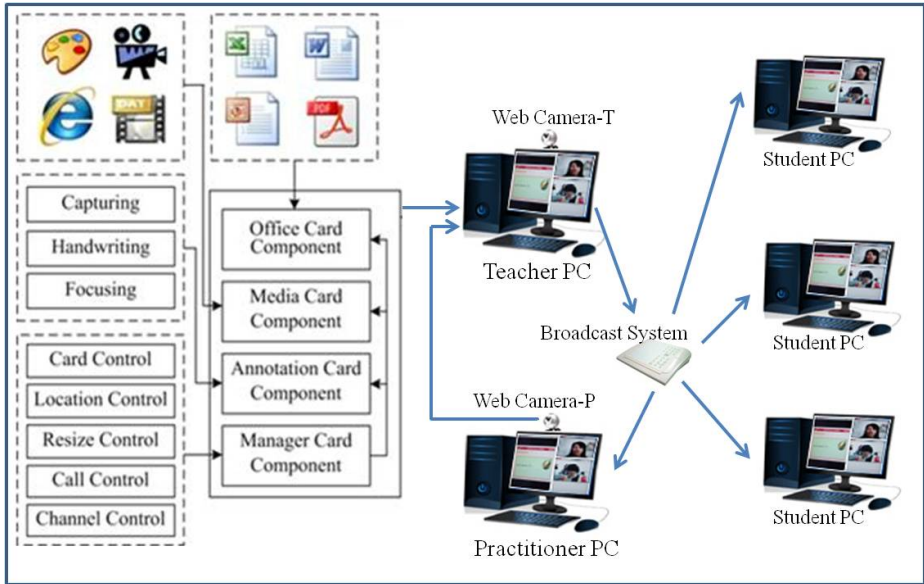 DAY
PDF
Capturing
Handwriting
Focusing
Card Control
Location Control
Resize Control
Call Control
Channel Control
Office Card
Component
Media Card
Component
Annotation Card
Component
Manager Card
Component
Web Camera-T
Teacher PC
Broadcast System
Web Camera-P
Practitioner PC
Student PC
Student PC
Student PC